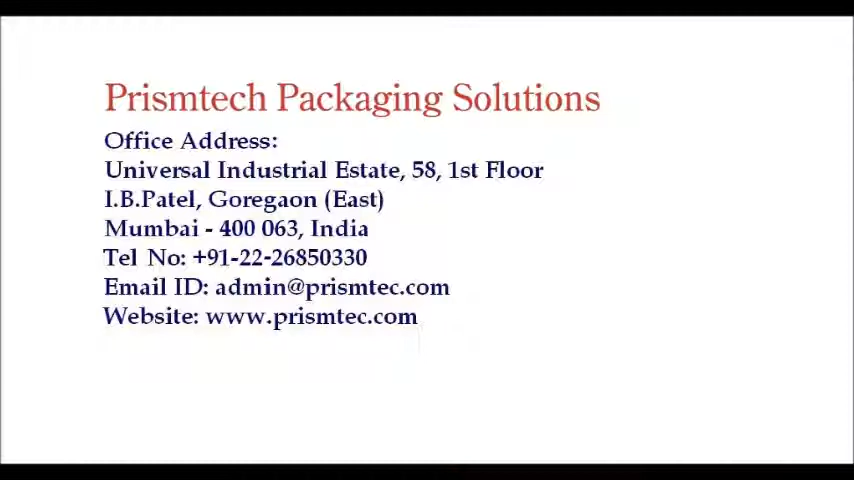 Prismtech Packaging Solutions
Office Address:
Universal Industrial Estate, 58, 1st Floor
I.B.Patel, Goregaon (East)
Mumbai - 400 063, India
Tel No: +91-22-26850330
Email ID: admin@prismtec.com
Website: www.prismtec.com